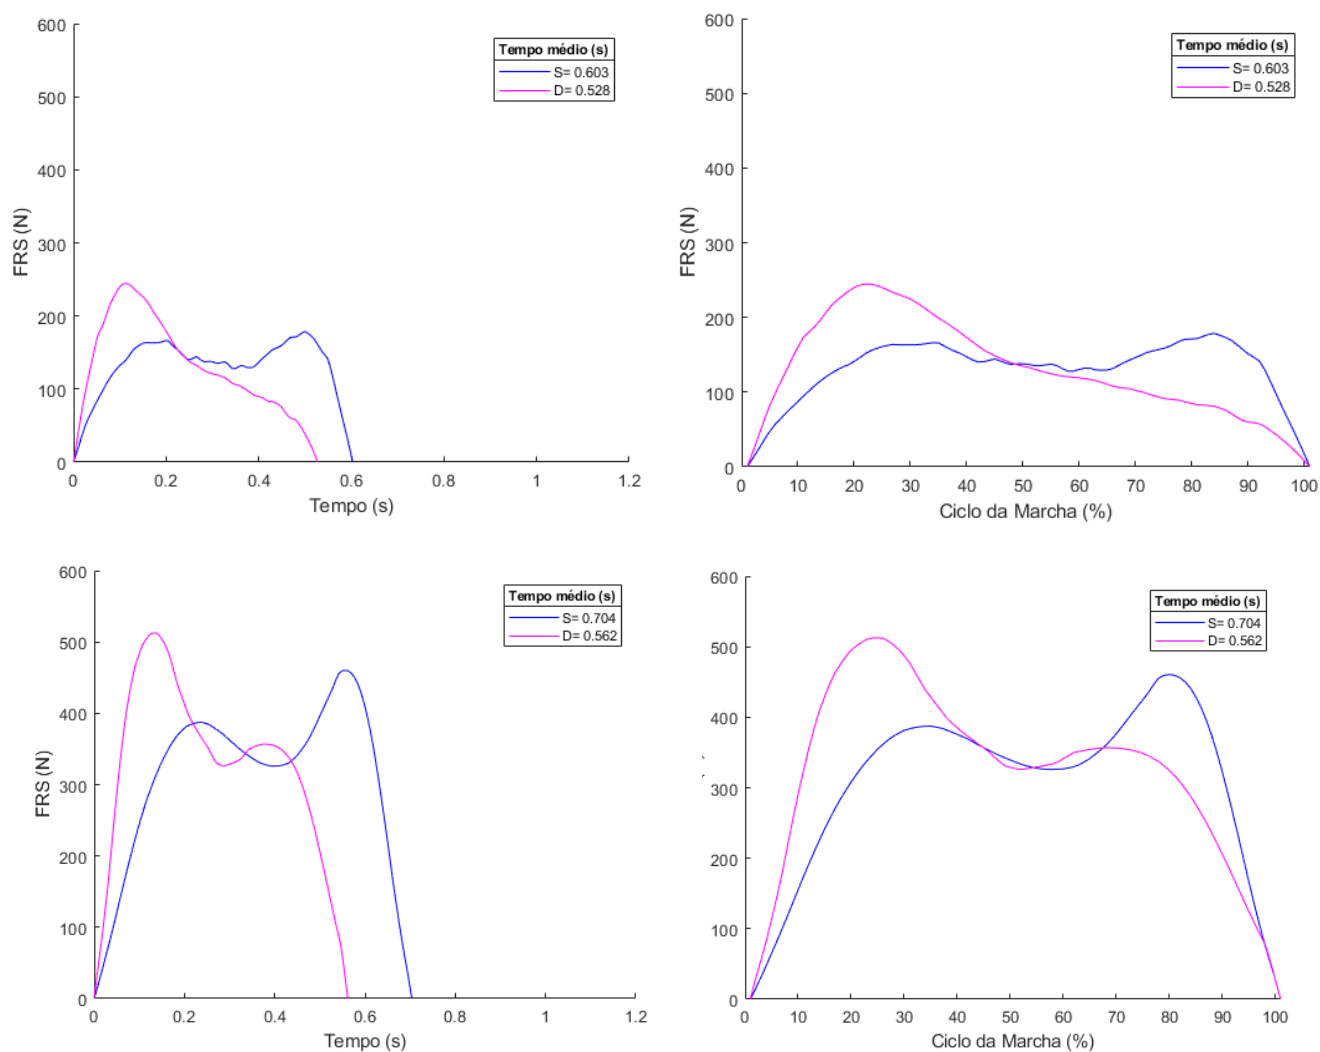 600
500
400
300
200
100
0
FRS (N)
0 0.2 0.4 0.6 0.8 1 1.2
Tempo (s)
Tempo médio (s)
S= 0.603
D= 0.528
600
500
400
300
200
100
0
FRS (N)
0 10 20 30 40 50 60 70 80 90 100
Ciclo da Marcha (%)
Tempo médio (s)
S= 0.603
D= 0.528
600
500
400
300
200
100
0
FRS (N)
0 0.2 0.4 0.6 0.8 1 1.2
Tempo (s)
Tempo médio (s)
S= 0.704
D= 0.562
600
500
400
300
200
100
0
0 10 20 30 40 50 60 70 80 90 100
Ciclo da Marcha (%)
Tempo médio (s)
S= 0.704
D= 0.562